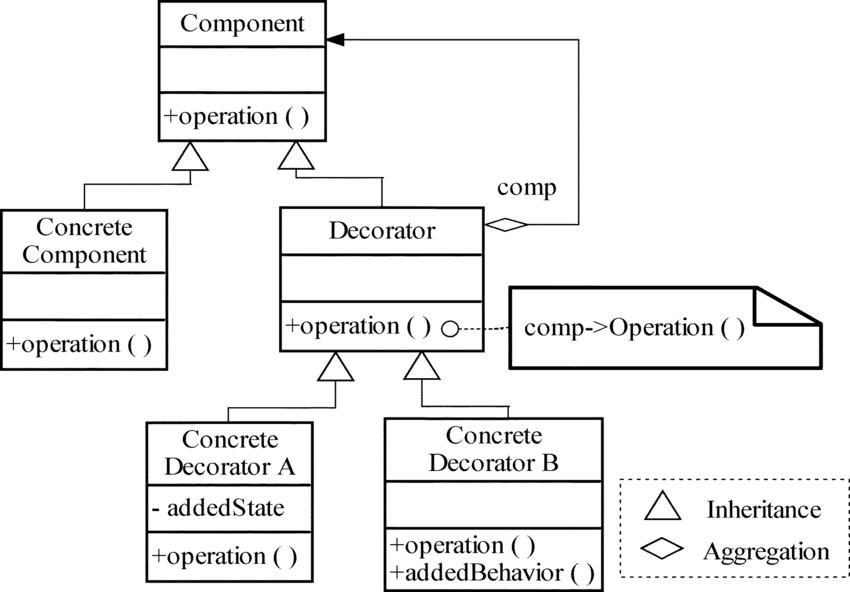 Component
+operation ( )
comp
Concrete
Component
+operation ( )
Decorator
+operation ( )
comp->Operation ( )
Concrete
Decorator A
- addedState
+operation ( )
Concrete
Decorator B
+operation ( )
+addedBehavior ( )
Inheritance
Aggregation